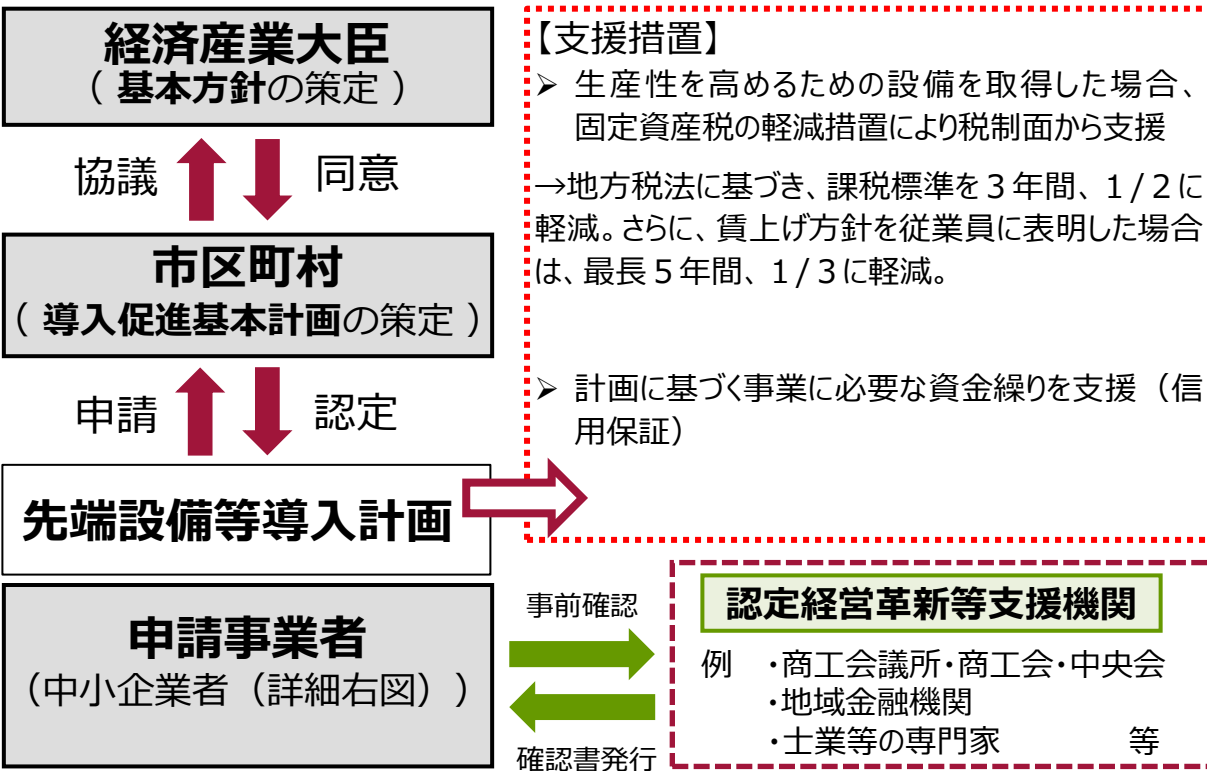 経済産業大臣
（ 基本方針の策定 ）
協議
同意
市区町村
（ 導入促進基本計画の策定 ）
申請
認定
先端設備等導入計画
申請事業者
（中小企業者（詳細右図））
【支援措置】
➢ 生産性を高めるための設備を取得した場合、
固定資産税の軽減措置により税制面から支援
→地方税法に基づき、課税標準を３年間、１/２に
軽減。さらに、賃上げ方針を従業員に表明した場合
は、最長５年間、１/３に軽減。
➢ 計画に基づく事業に必要な資金繰りを支援（信
用保証）
事前確認
確認書発行
認定経営革新等支援機関
例 ・商工会議所・商工会・中央会
・地域金融機関
・士業等の専門家 等